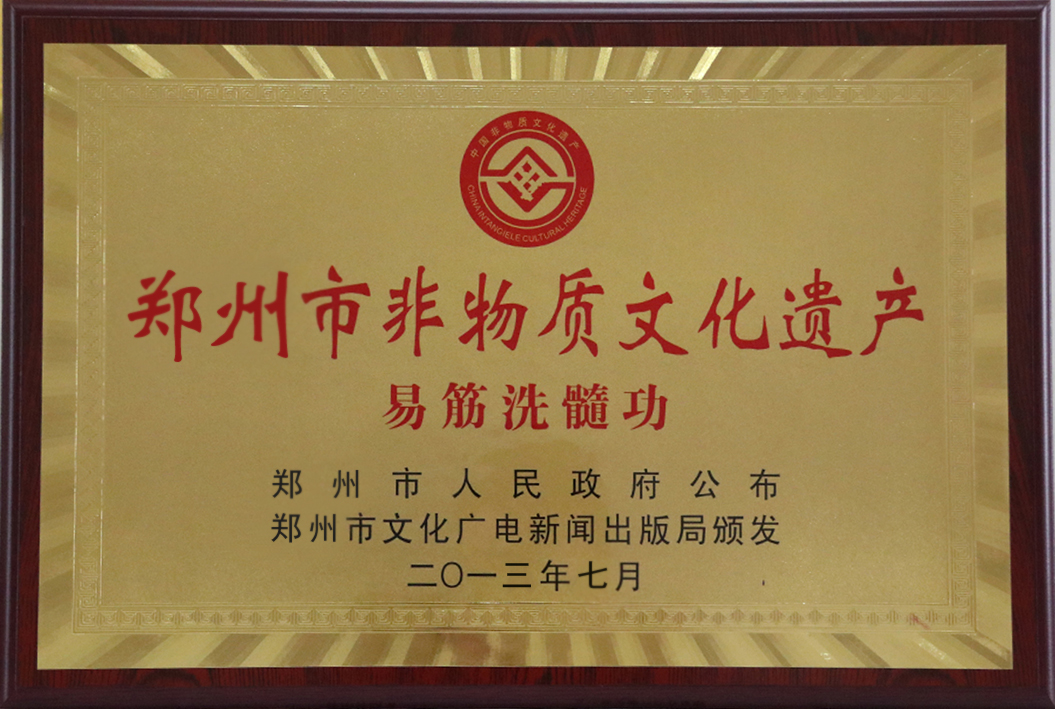 中国非物质文化遗产
CHINA INTANGIELE CULTURAL HERITAGE
郑州市非物质文化遗产
易筋洗髓功
郑州市人民政府公布
郑州市文化广电新闻出版局颁发
二〇一三年七月